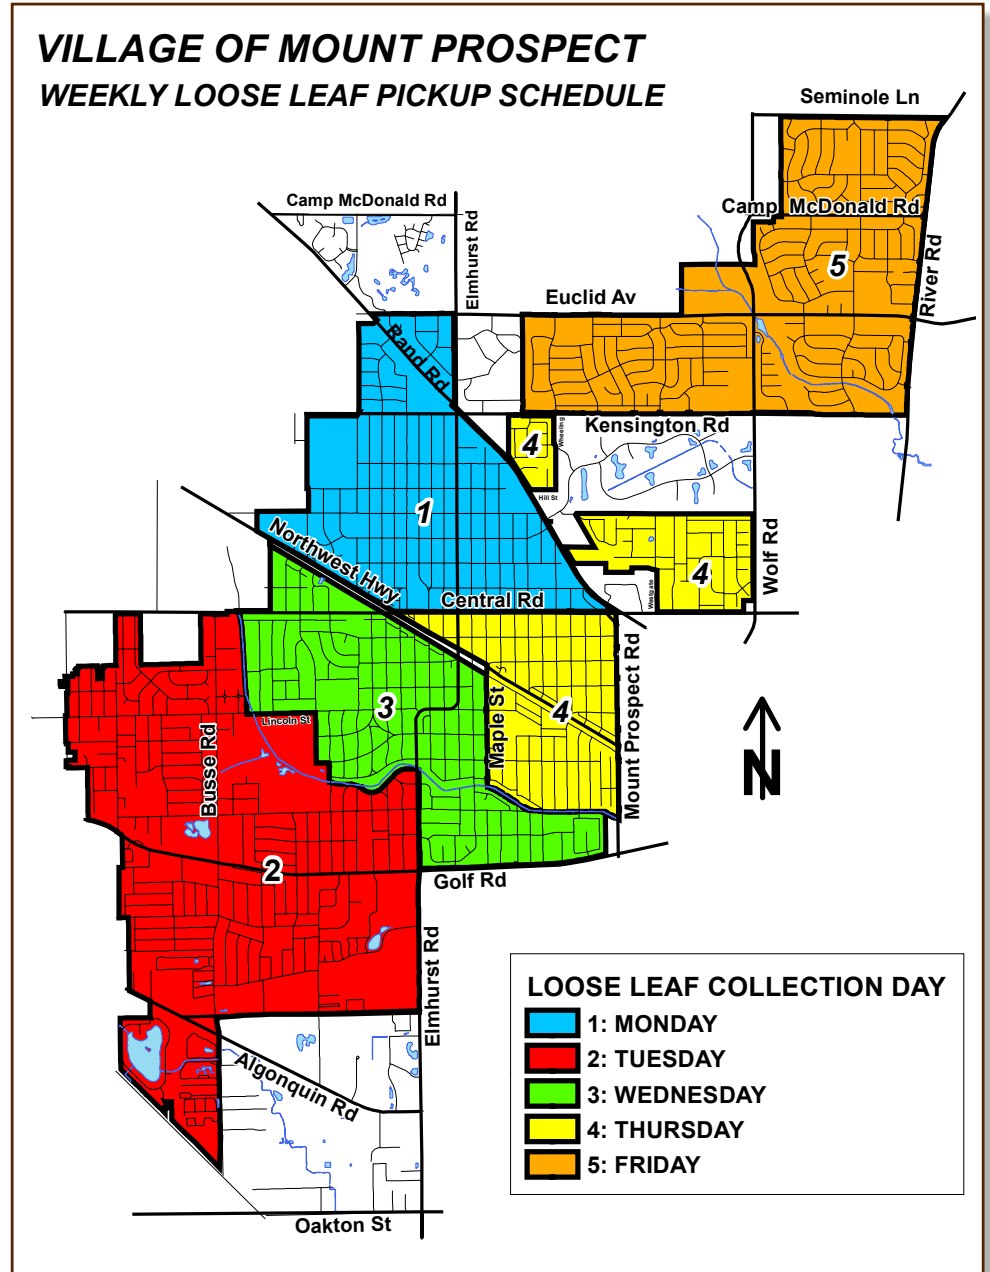 VILLAGE OF MOUNT PROSPECT
WEEKLY LOOSE LEAF PICKUP SCHEDULE
Seminole Ln
Camp McDonald Rd
Camp McDonald Rd
Elmhurst Rd
5
River Rd
Euclid Av
Rand Rd
Kensington Rd
4
Wheeling
Hill St
1
Northwest Hwy
Wolf Rd
4
Westgate
Central Rd
3
Maple St
4
Mount Prospect Rd
Lincoln St
Busse Rd
N
2
Golf Rd
Elmhurst Rd
Algonquin Rd
Oakton St
LOOSE LEAF COLLECTION DAY
1: MONDAY
2: TUESDAY
3: WEDNESDAY
4: THURSDAY
5: FRIDAY